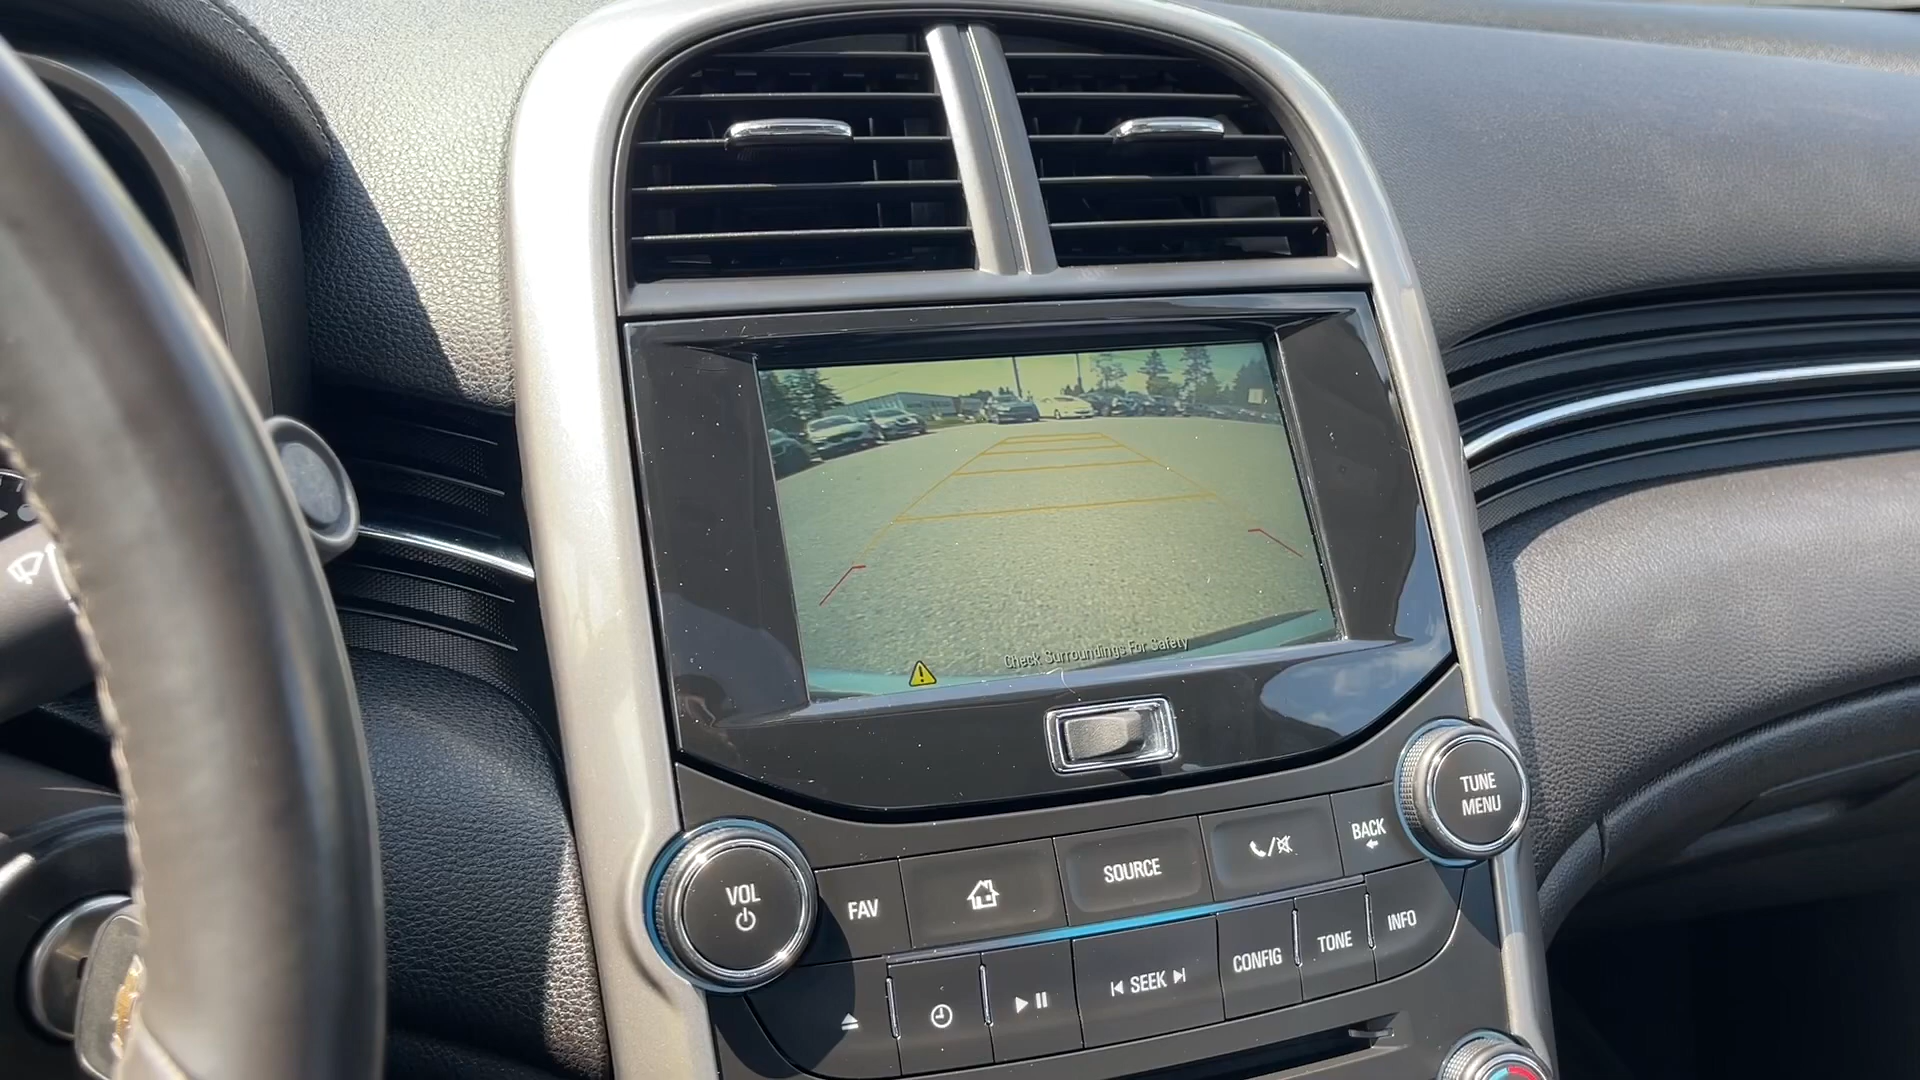 Check Surroundings For Safety
TUNE
MENU
VOL
FAV
SOURCE
BACK
SEEK
CONFIG
TONE
INFO